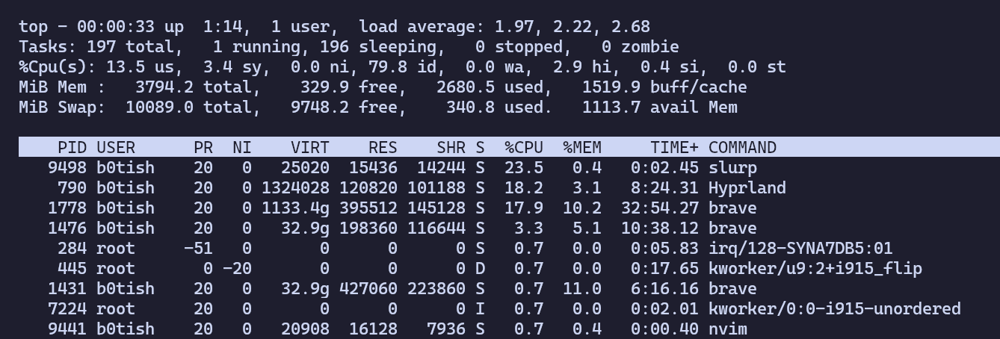 top - 00:00:33 up  1:14,  1 user,  load average: 1.97, 2.22, 2.68
Tasks: 197 total,   1 running, 196 sleeping,   0 stopped,   0 zombie
%Cpu(s): 13.5 us,  3.4 sy,  0.0 ni, 79.8 id,  0.0 wa,  2.9 hi,  0.4 si,  0.0 st
MiB Mem :   3794.2 total,    329.9 free,   2680.5 used,   1519.9 buff/cache
MiB Swap:  10089.0 total,   9748.2 free,    340.8 used.   1113.7 avail Mem
    PID USER      PR  NI    VIRT    RES    SHR S  %CPU  %MEM     TIME+ COMMAND
   9498 b0tish    20   0   25020  15436  14244 S  23.5   0.4   0:02.45 slurp
    790 b0tish    20   0 1324028 120820 101188 S  18.2   3.1   8:24.31 Hyprland
   1778 b0tish    20   0 1133.4g 395512 145128 S  17.9  10.2  32:54.27 brave
   1476 b0tish    20   0   32.9g 198360 116644 S   3.3   5.1  10:38.12 brave
    284 root     -51   0       0      0      0 S   0.7   0.0   0:05.83 irq/128-SYNA7DB5:01
    445 root       0 -20       0      0      0 D   0.7   0.0   0:17.65 kworker/u9:2+i915_flip
   1431 b0tish    20   0   32.9g 427060 223860 S   0.7  11.0   6:16.16 brave
   7224 root      20   0       0      0      0 I   0.7   0.0   0:02.01 kworker/0:0-i915-unordered
   9441 b0tish    20   0   20908  16128   7936 S   0.7   0.4   0:00.40 nvim